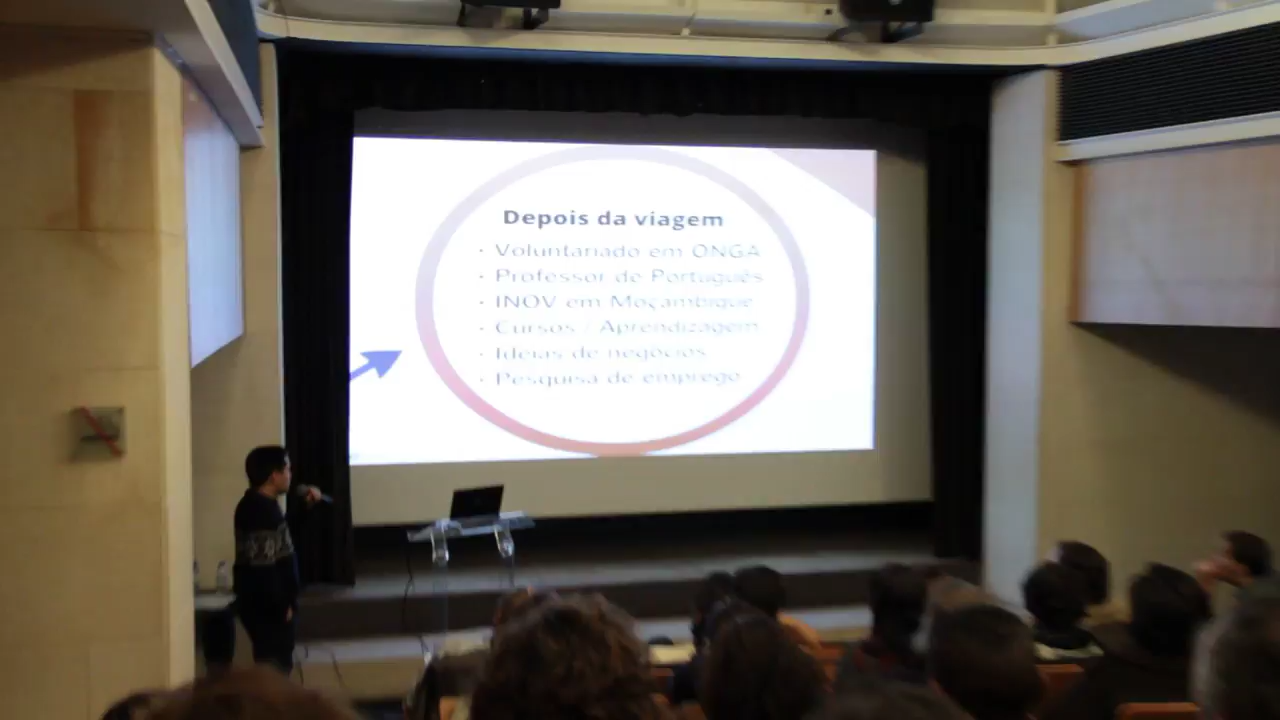 Depois da viagem
· Voluntariado em ONGA
· Professor de Português
· INOV em Moçambique
· Cursos / Aprendizagem
· Ideias de negócios
· Pesquisa de emprego